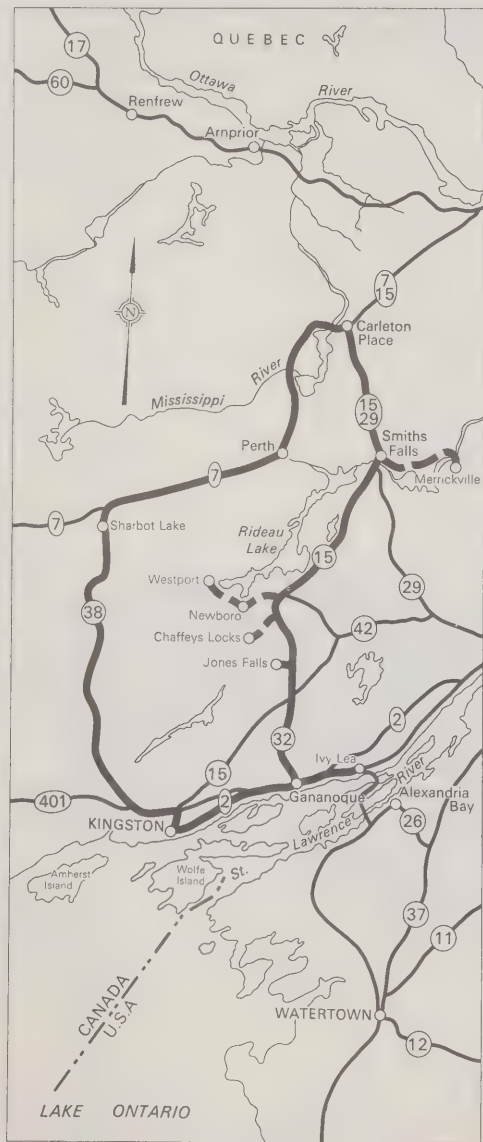 QUEBEC
17
Ottawa
60
River
Renfrew
Arnprior
7
15
N
Carleton
Place
River
Mississippi
15
29
Smiths
Falls
Perth
Merrickville
7
7
Sharbot Lake
Rideau
Lake
15
Westport
29
Newboro
38
42
Chaffeys Locks
Jones Falls
2
32
Ivy Lea
15
River
Gananoque
401
2
Alexandria
Bay
KINGSTON
Lawrence
26
Amherst
Island
Wolfe
Island
St.
37
11
CANADA
U.S.A
WATERTOWN
12
LAKE ONTARIO